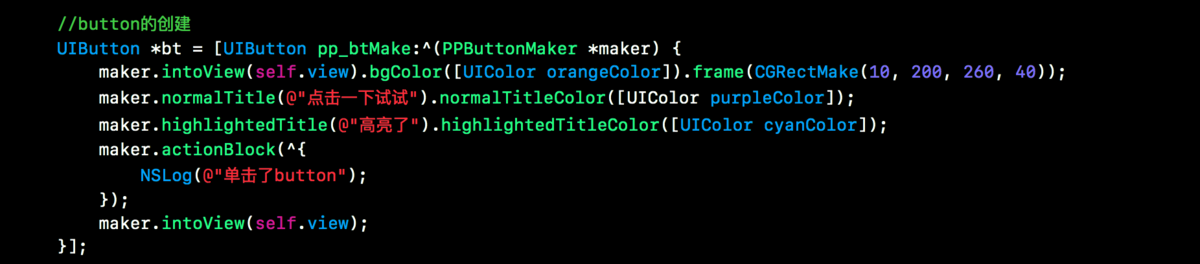 //button的创建
UIButton *bt = [UIButton pp_btMake:^(PPButtonMaker *maker) {
    maker.intoView(self.view).bgColor([UIColor orangeColor]).frame(CGRectMake(10, 200, 260, 40));
    maker.normalTitle(@"点击一下试试").normalTitleColor([UIColor purpleColor]);
    maker.highlightedTitle(@"高亮了").highlightedTitleColor([UIColor cyanColor]);
    maker.actionBlock(^{
        NSLog(@"单击了button");
    });
    maker.intoView(self.view);
}];